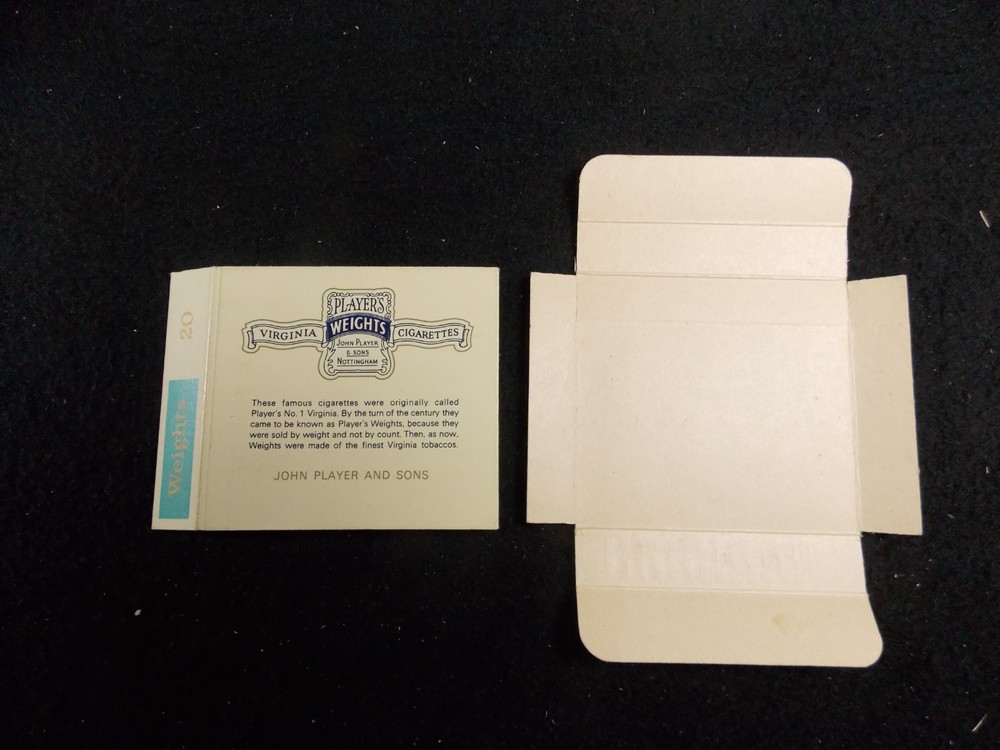 20
Weights
PLAYER'S
VIRGINIA WEIGHTS CIGARETTES
JOHN PLAYER
& SONS
NOTTINGHAM
These famous cigarettes were originally called
Player's No. 1 Virginia. By the turn of the century they
came to be known as Player's Weights, because they
were sold by weight and not by count. Then, as now,
Weights were made of the finest Virginia tobaccos.
JOHN PLAYER AND SONS